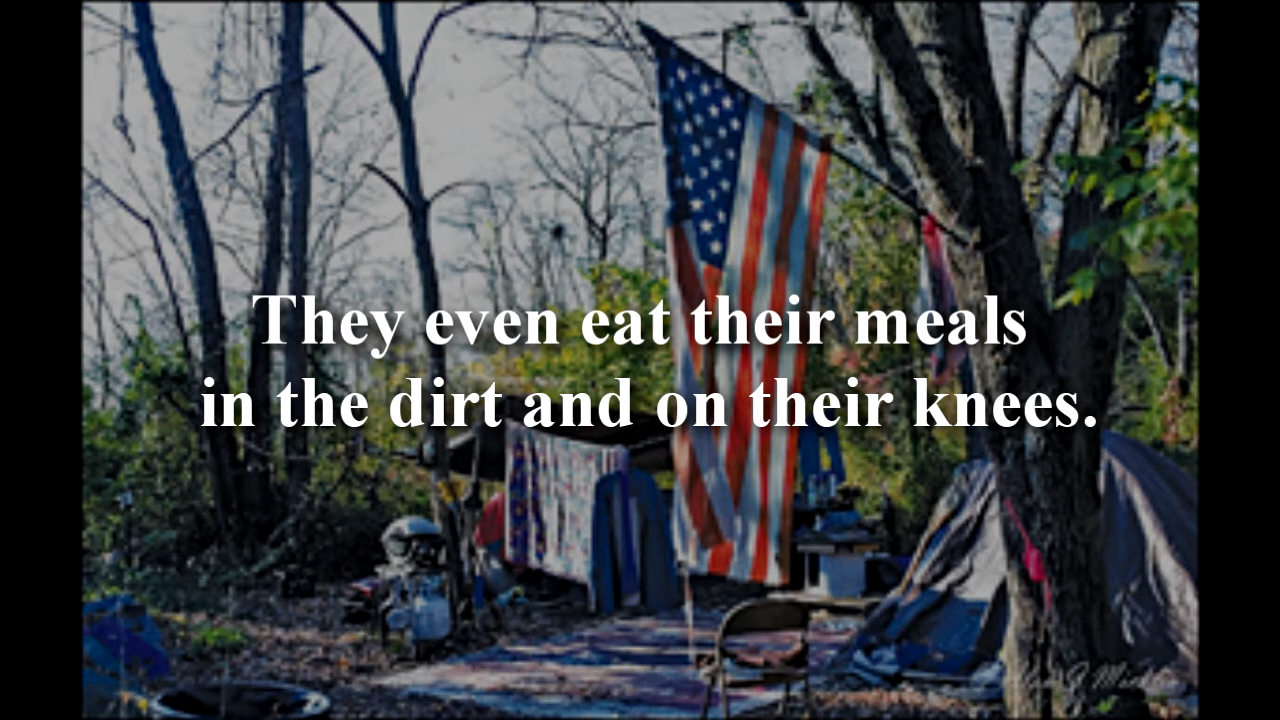 They even eat their meals
in the dirt and on their knees.